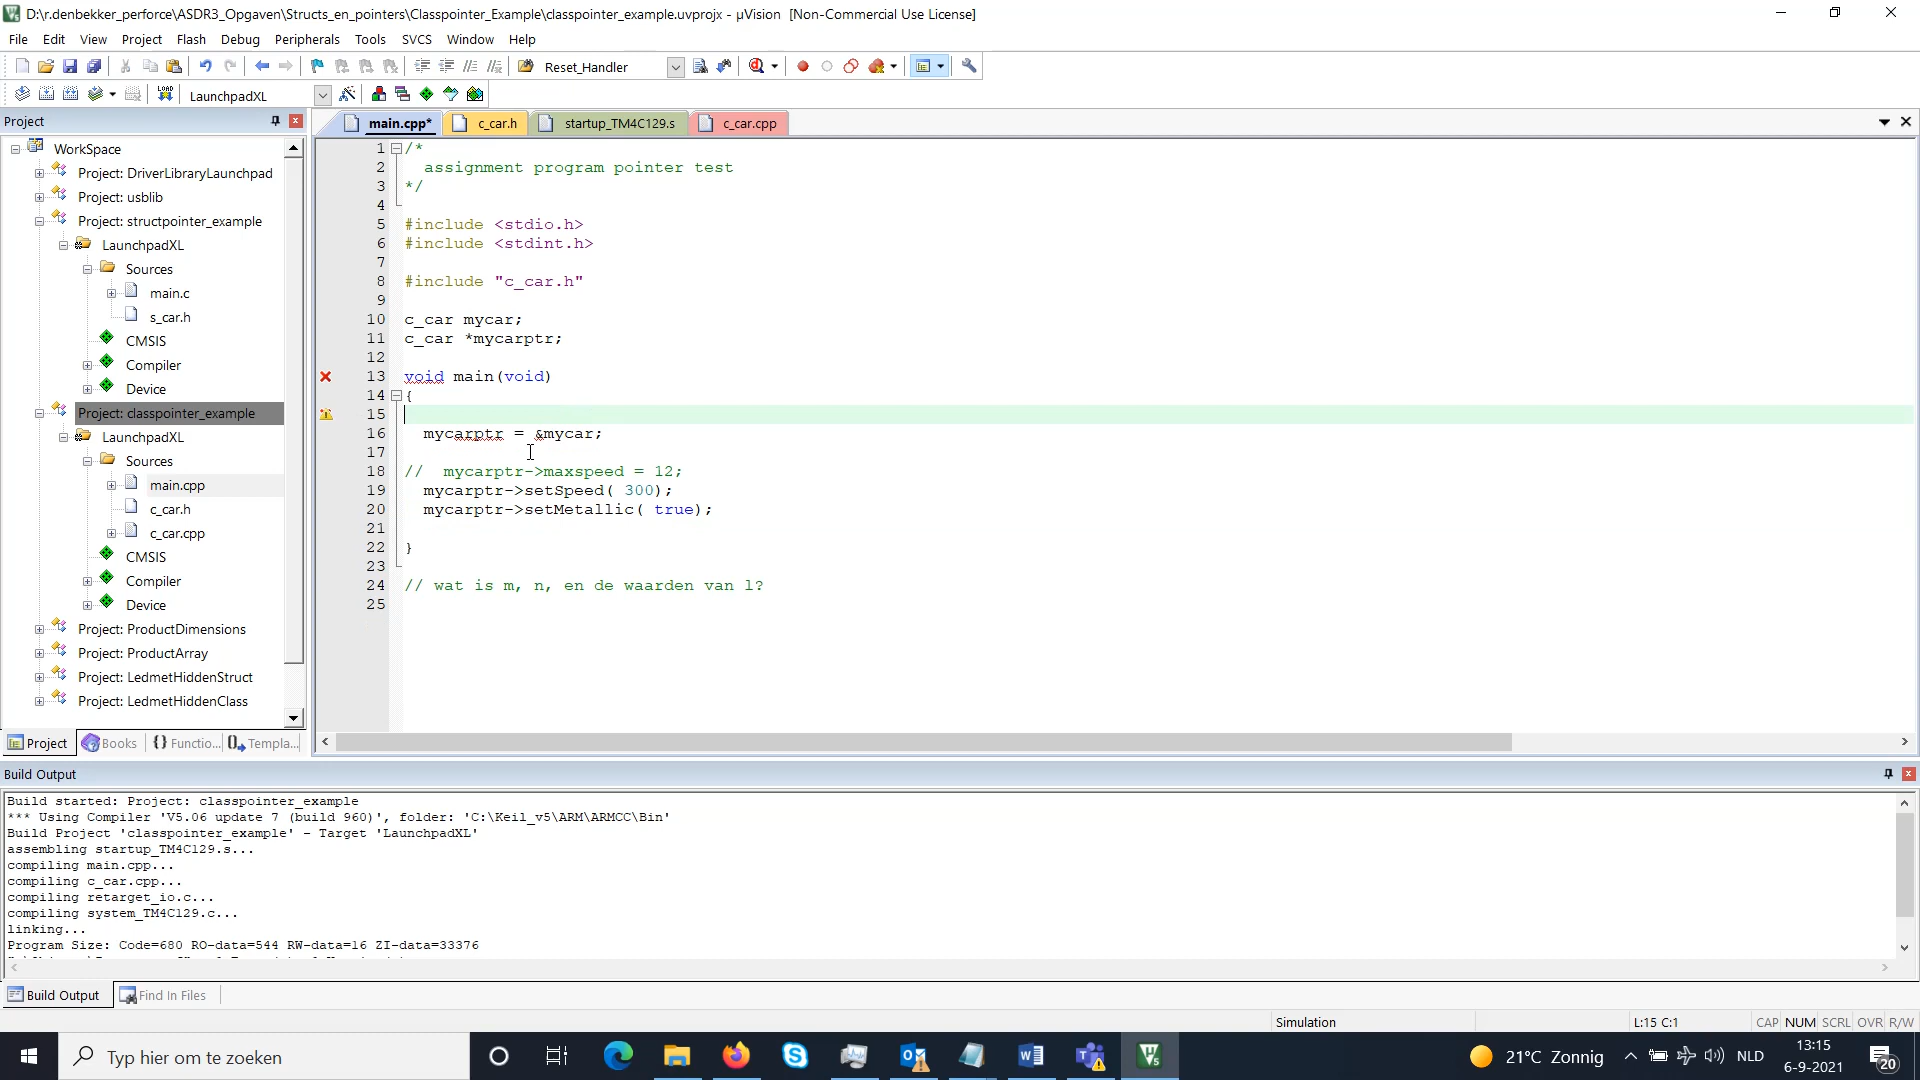 D:\r.denbekker_perforce\ASDR3_Opgaven\Structs_en_pointers\Classpointer_Example\classpointer_example.uvprojx - µVision [Non-Commercial Use License]
File Edit View Project Flash Debug Peripherals Tools SVCS Window Help
Reset_Handler
LOAD LaunchpadXL
Project
main.cpp* c_car.h startup_TM4C129.s c_car.cpp
WorkSpace
Project: DriverLibraryLaunchpad
Project: usblib
Project: structpointer_example
LaunchpadXL
Sources
main.c
s_car.h
CMSIS
Compiler
Device
Project: classpointer_example
LaunchpadXL
Sources
main.cpp
c_car.h
c_car.cpp
CMSIS
Compiler
Device
Project: ProductDimensions
Project: ProductArray
Project: LedmetHiddenStruct
Project: LedmetHiddenClass
Project Books {} Functio... 0→ Templa...
1 /*
2 assignment program pointer test
3 */
4
5 #include <stdio.h>
6 #include <stdint.h>
7
8 #include "c_car.h"
9
10 c_car mycar;
11 c_car *mycarptr;
12
13 void main(void)
14 {
15
16 mycarptr = &mycar;
17
18 // mycarptr->maxspeed = 12;
19 mycarptr->setSpeed( 300);
20 mycarptr->setMetallic( true);
21
22 }
23
24 // wat is m, n, en de waarden van l?
25
Build Output
Build started: Project: classpointer_example
*** Using Compiler 'V5.06 update 7 (build 960)', folder: 'C:\Keil_v5\ARM\ARMCC\Bin'
Build Project 'classpointer_example' - Target 'LaunchpadXL'
assembling startup_TM4C129.s...
compiling main.cpp...
compiling c_car.cpp...
compiling retarget_io.c...
compiling system_TM4C129.c...
linking...
Program Size: Code=680 RO-data=544 RW-data=16 ZI-data=33376
Build Output Find In Files
Simulation L:15 C:1 CAP NUM SCRL OVR R/W
Typ hier om te zoeken
21°C Zonnig NLD 13:15
6-9-2021 20